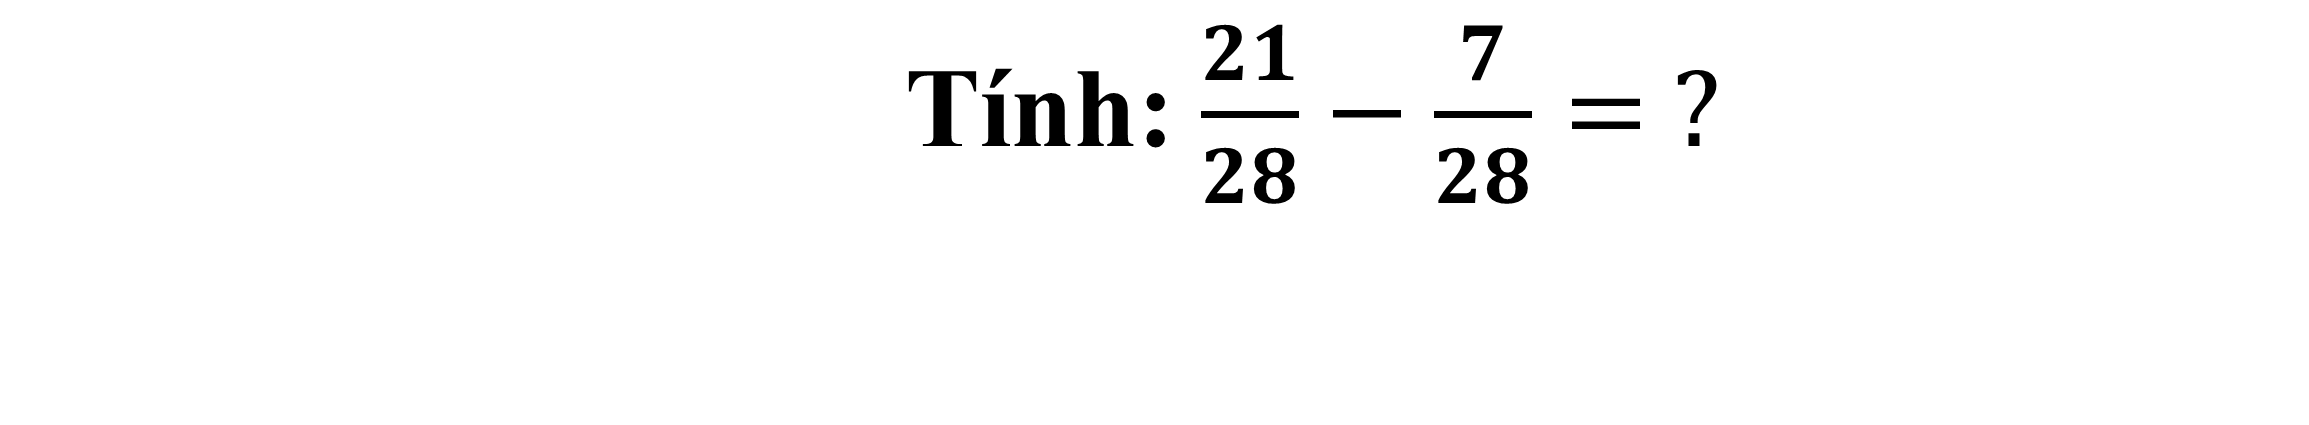 Tính: 21/28 − 7/28 = ?